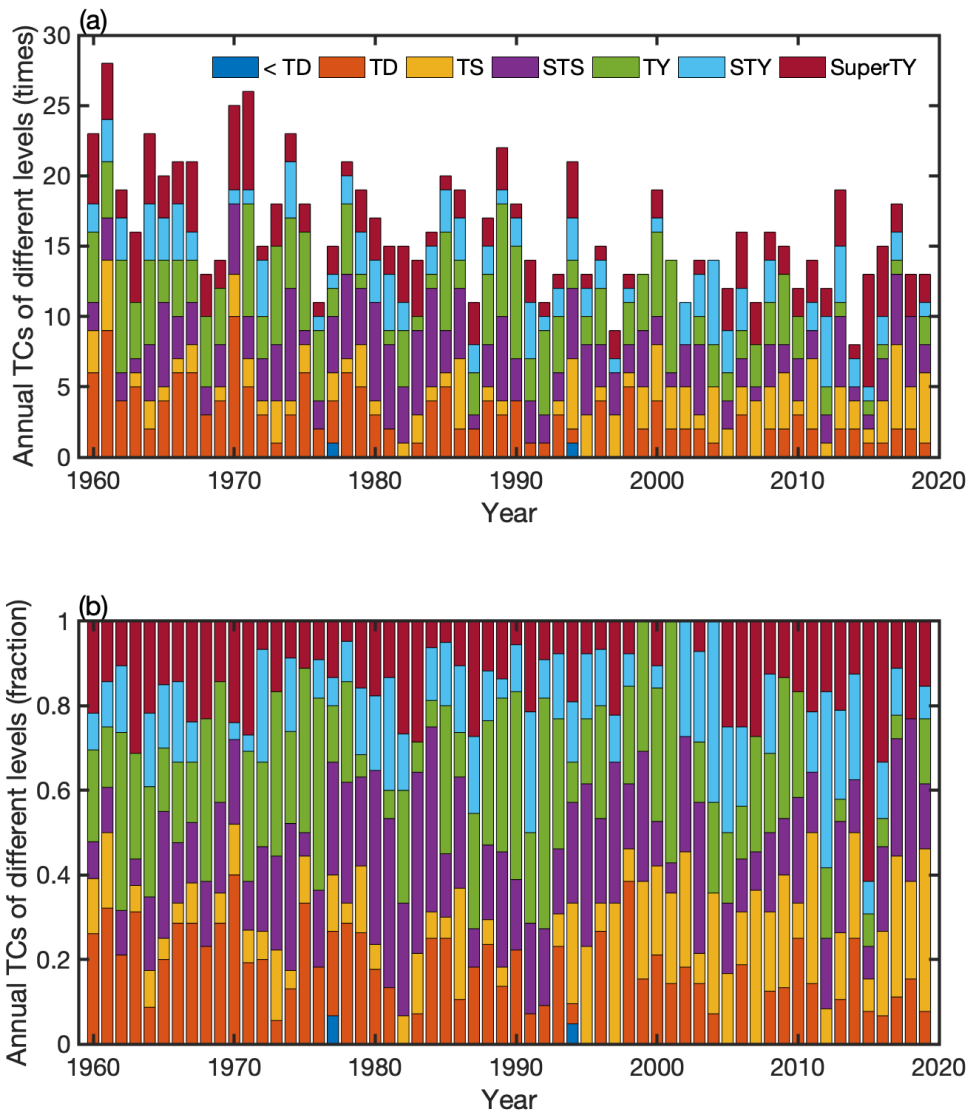 (a)
Annual TCs of different levels (times)
30
25
20
15
10
5
0
< TD TD TS STS TY STY SuperTY
1960 1970 1980 1990 2000 2010 2020
Year
(b)
Annual TCs of different levels (fraction)
1
0.8
0.6
0.4
0.2
0
1960 1970 1980 1990 2000 2010 2020
Year